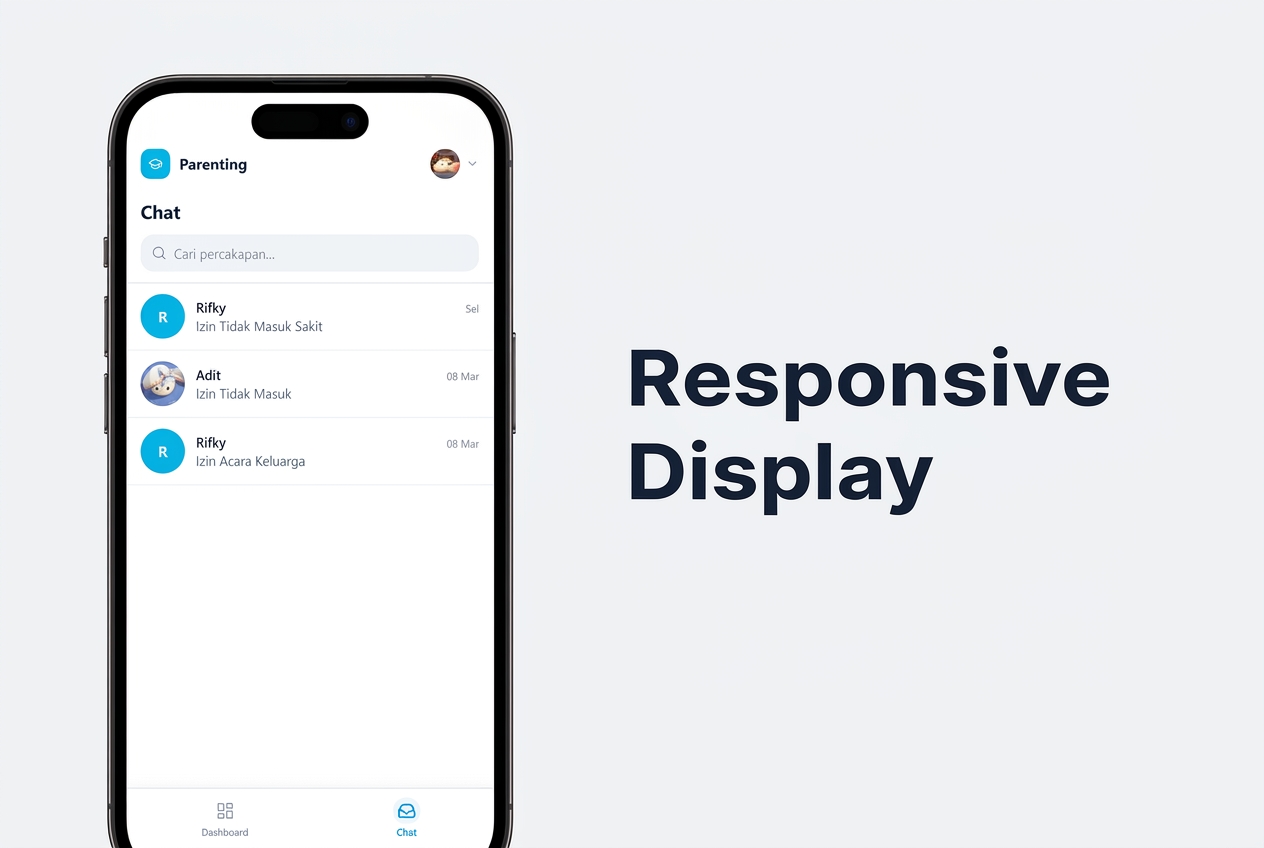 Parenting
Chat
Cari percakapan...
R
Rifky
Sel
Izin Tidak Masuk Sakit
Adit
08 Mar
Izin Tidak Masuk
R
Rifky
08 Mar
Izin Acara Keluarga
Dashboard
Chat
Responsive
Display